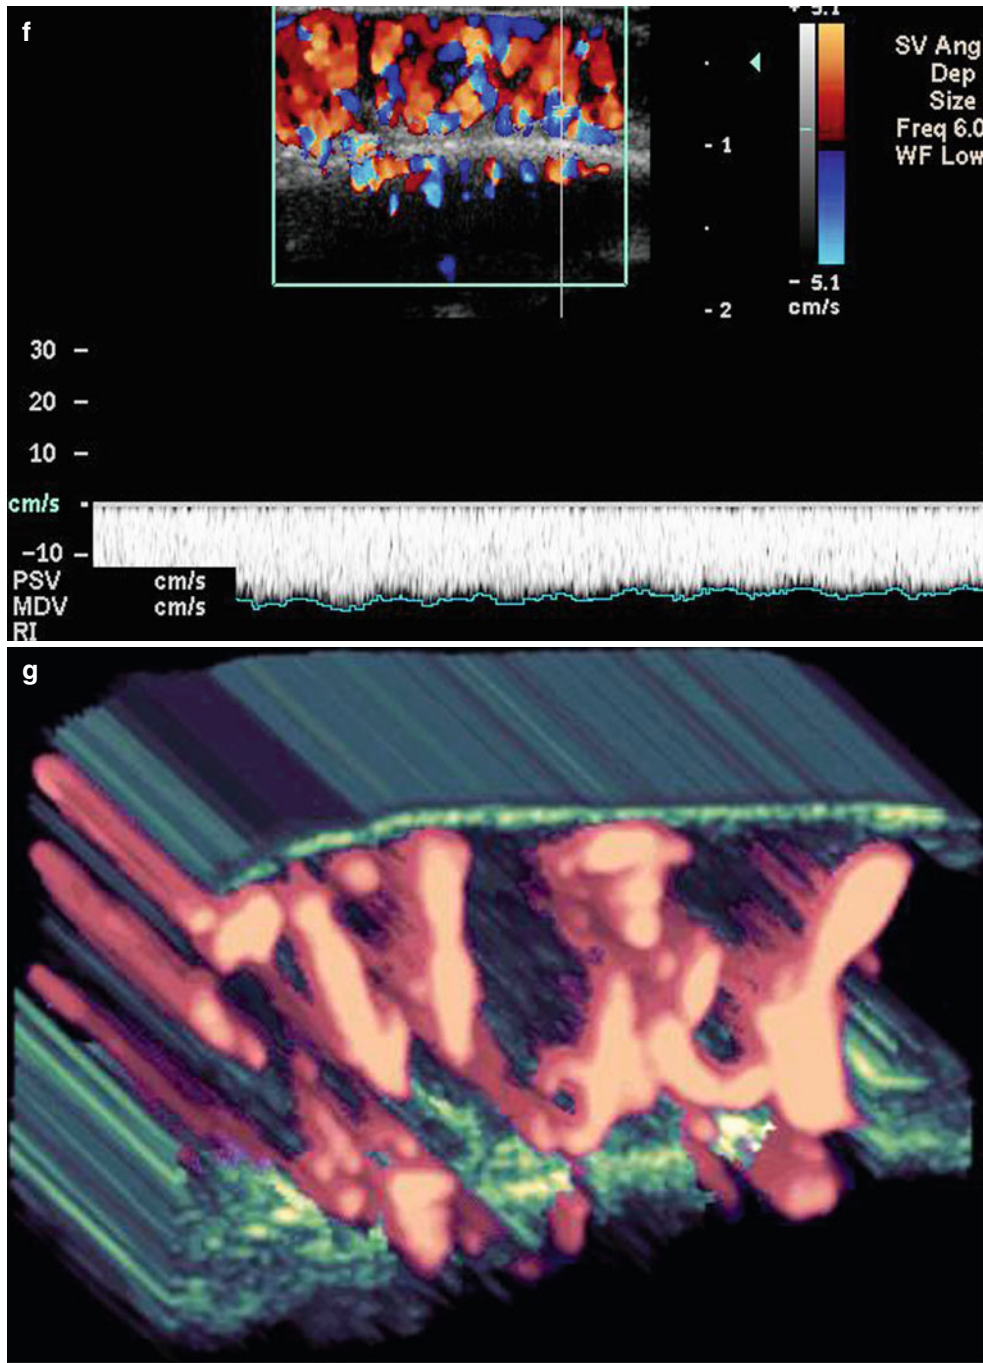 f
+ 5.1
SV Ang
Dep
Size
- 1
Freq 6.0
WF Low
- 5.1
cm/s
- 2
30
20
10
cm/s
-10
PSV cm/s
MDV cm/s
RI
g